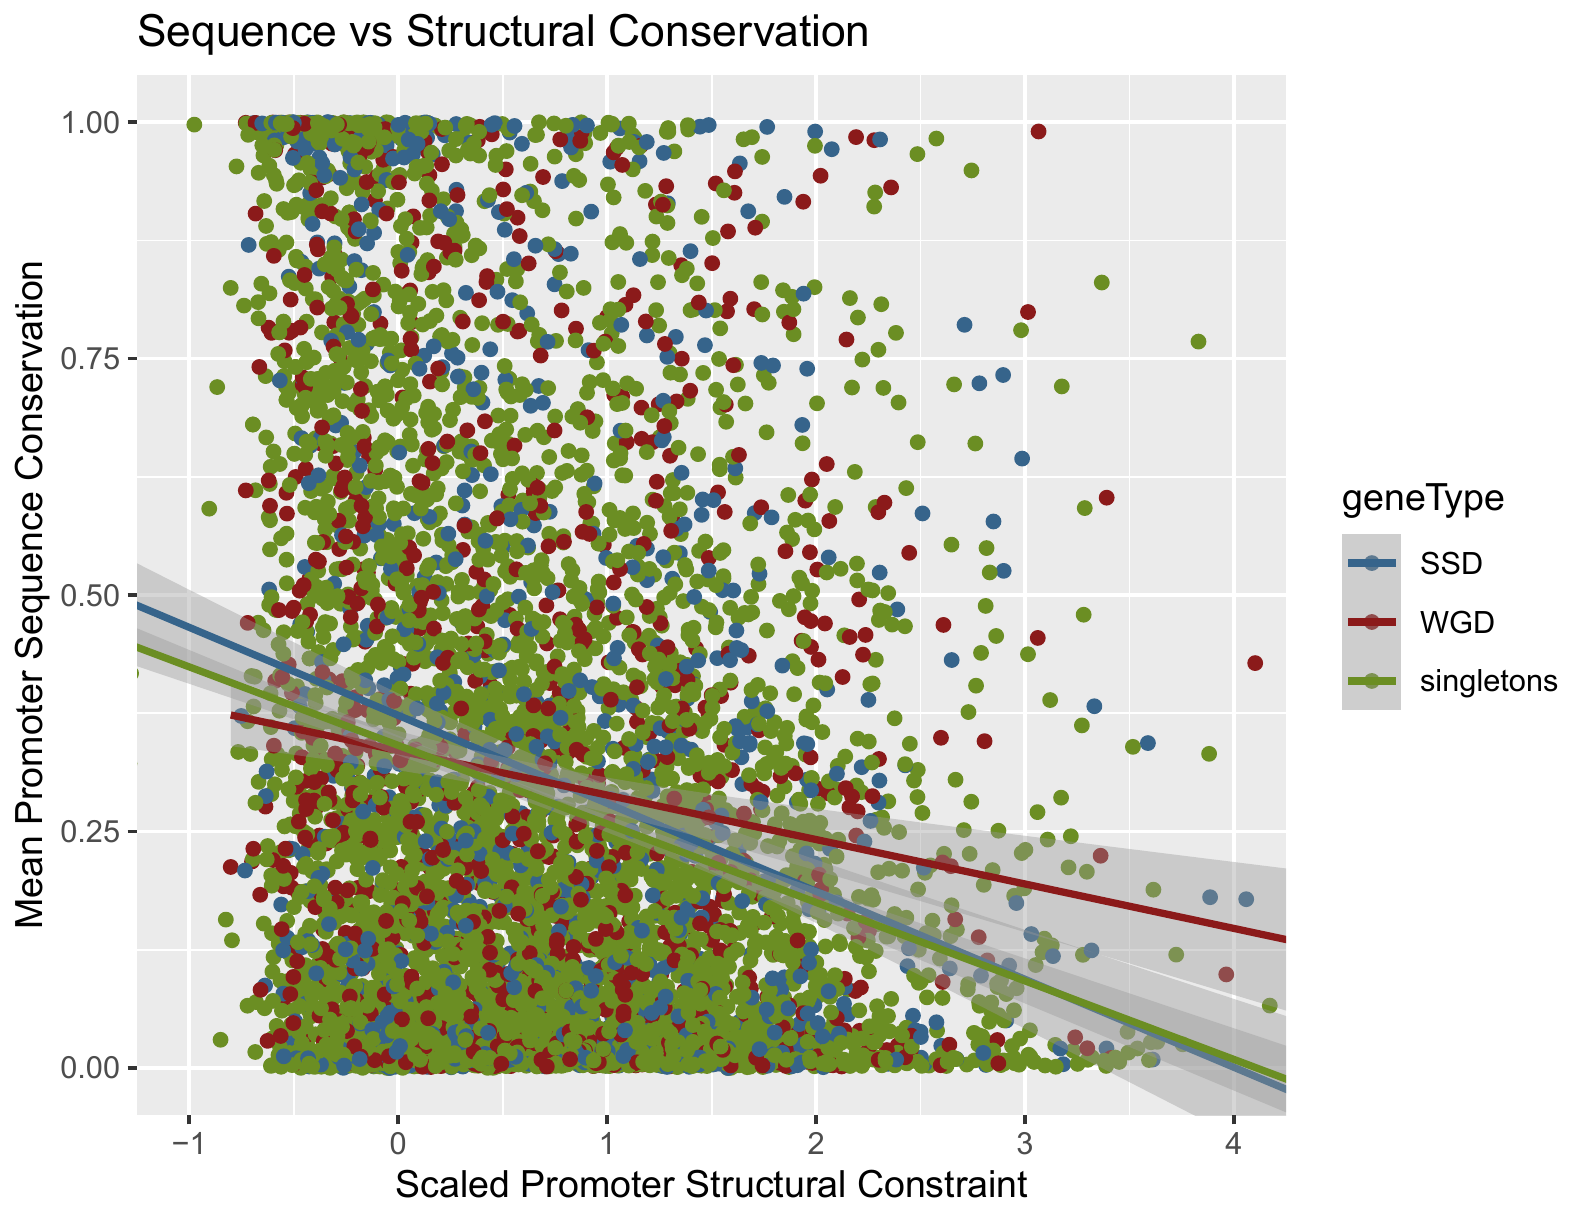 Sequence vs Structural Conservation
Mean Promoter Sequence Conservation
1.00
0.75
0.50
0.25
0.00
−1
0
1
2
3
4
Scaled Promoter Structural Constraint
geneType
SSD
WGD
singletons